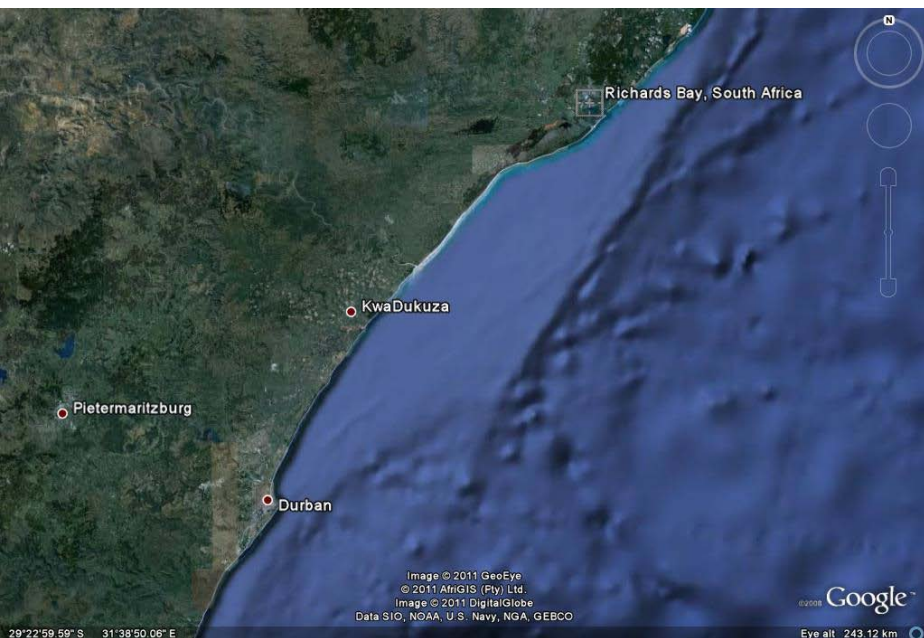 N
Richards Bay, South Africa
KwaDukuza
Pietermaritzburg
Durban
Image © 2011 GeoEye
© 2011 AfriGIS (Pty) Ltd.
Image © 2011 DigitalGlobe
Data SIO, NOAA, U.S. Navy, NGA, GEBCO
©2008 Google™
29°22'59.59" S 31°38'50.06" E Eye alt 243.12 km